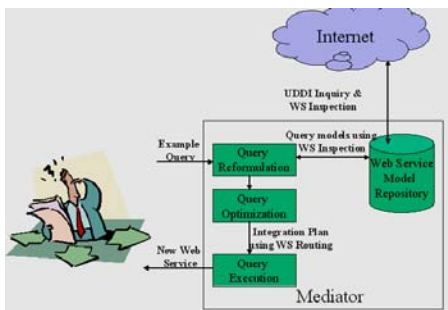 Internet
UDDI Inquiry &
WS Inspection
Example
Query
Query models using
WS Inspection
Query
Reformulation
Web Service
Model
Repository
Query
Optimization
Integration Plan
using WS Routing
New Web
Service
Query
Execution
Mediator